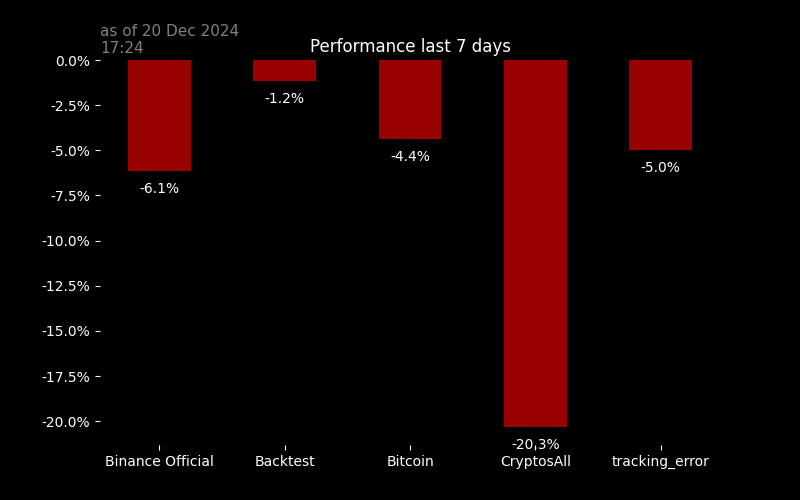 as of 20 Dec 2024
17:24
Performance last 7 days
0.0%
-2.5%
-5.0%
-7.5%
-10.0%
-12.5%
-15.0%
-17.5%
-20.0%
-6.1%
-1.2%
-4.4%
-20.3%
-5.0%
Binance Official
Backtest
Bitcoin
CryptosAll
tracking_error